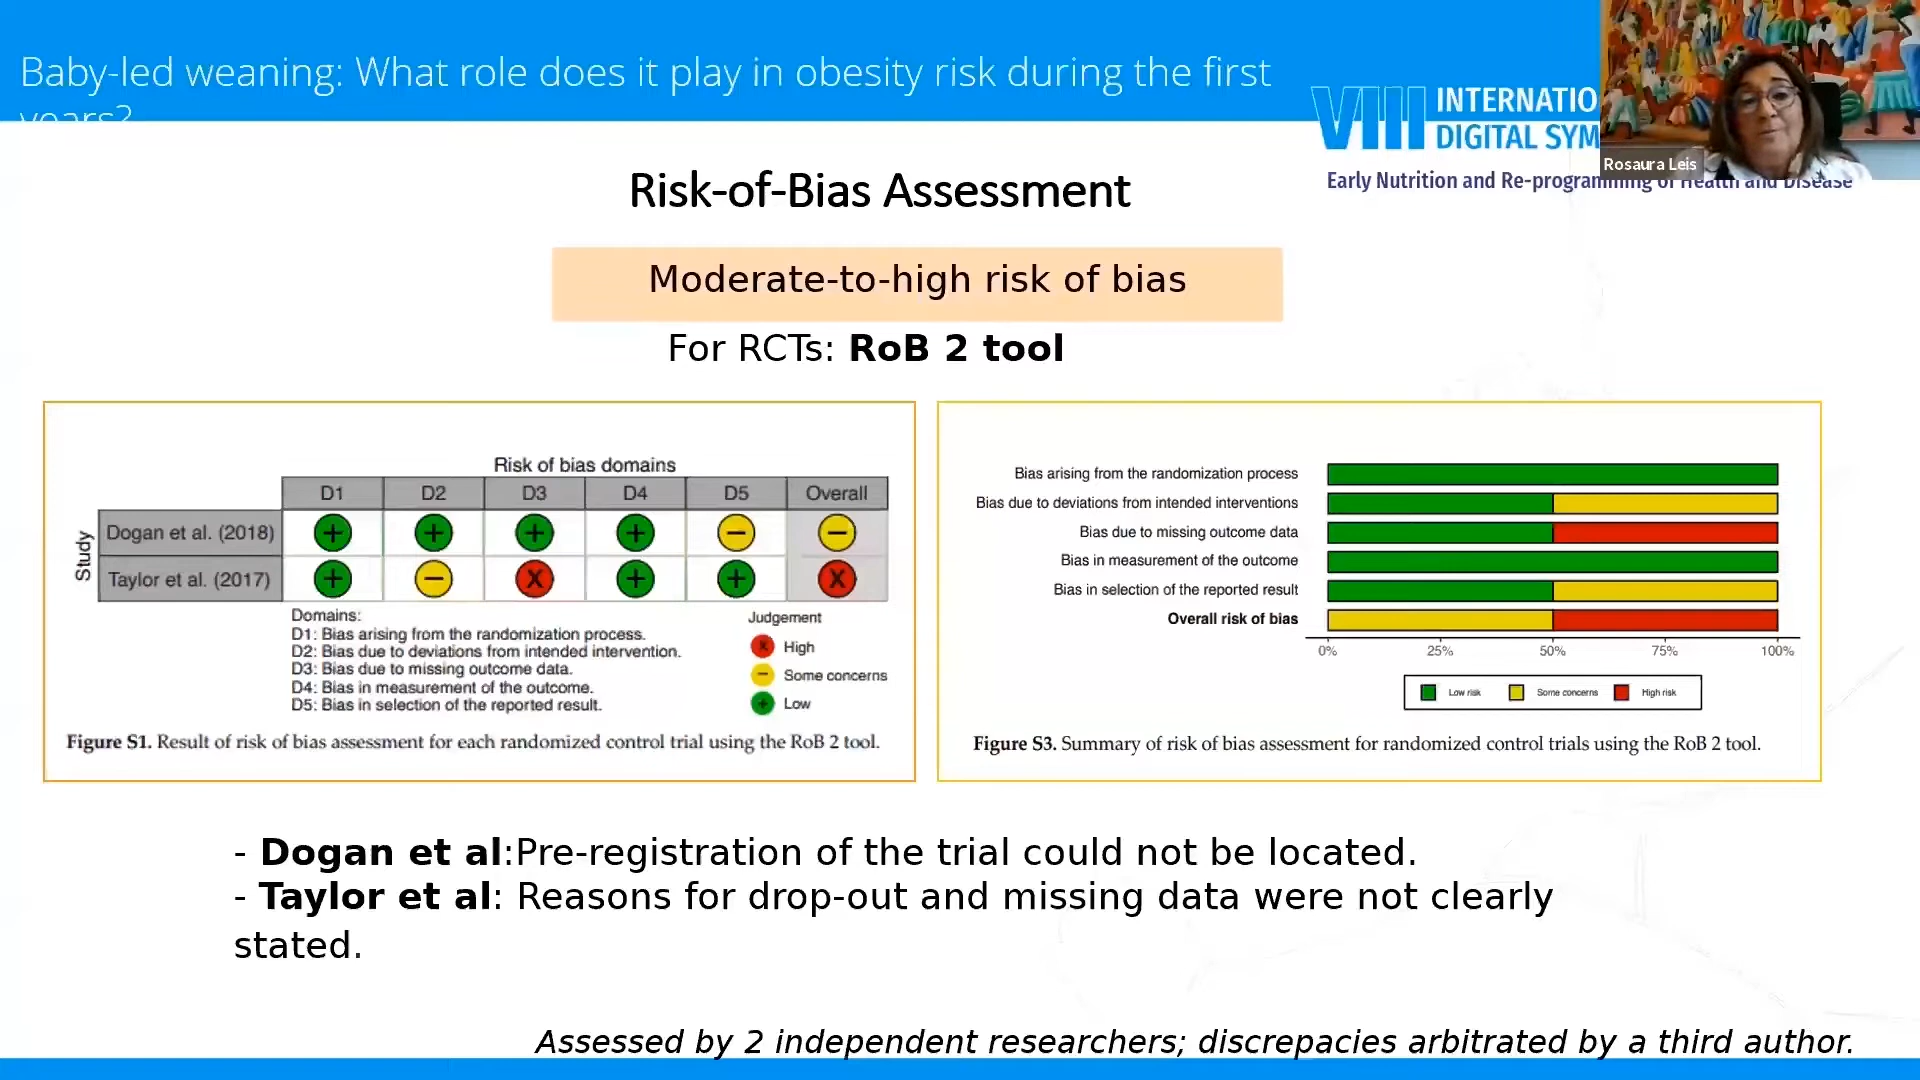 Baby-led weaning: What role does it play in obesity risk during the first
years?
VIII INTERNATIO
DIGITAL SYM
Early Nutrition and Re-programming of Health and Disease
Rosaura Leis
Risk-of-Bias Assessment
Moderate-to-high risk of bias
For RCTs: RoB 2 tool
Risk of bias domains
D1 D2 D3 D4 D5 Overall
Study
Dogan et al. (2018) + + + + − −
Taylor et al. (2017) + − X + + X
Domains:
D1: Bias arising from the randomization process.
D2: Bias due to deviations from intended intervention.
D3: Bias due to missing outcome data.
D4: Bias in measurement of the outcome.
D5: Bias in selection of the reported result.
Judgement
X High
− Some concerns
+ Low
Figure S1. Result of risk of bias assessment for each randomized control trial using the RoB 2 tool.
Bias arising from the randomization process
Bias due to deviations from intended interventions
Bias due to missing outcome data
Bias in measurement of the outcome
Bias in selection of the reported result
Overall risk of bias
0% 25% 50% 75% 100%
Low risk Some concerns High risk
Figure S3. Summary of risk of bias assessment for randomized control trials using the RoB 2 tool.
- Dogan et al:Pre-registration of the trial could not be located.
- Taylor et al: Reasons for drop-out and missing data were not clearly
stated.
Assessed by 2 independent researchers; discrepacies arbitrated by a third author.